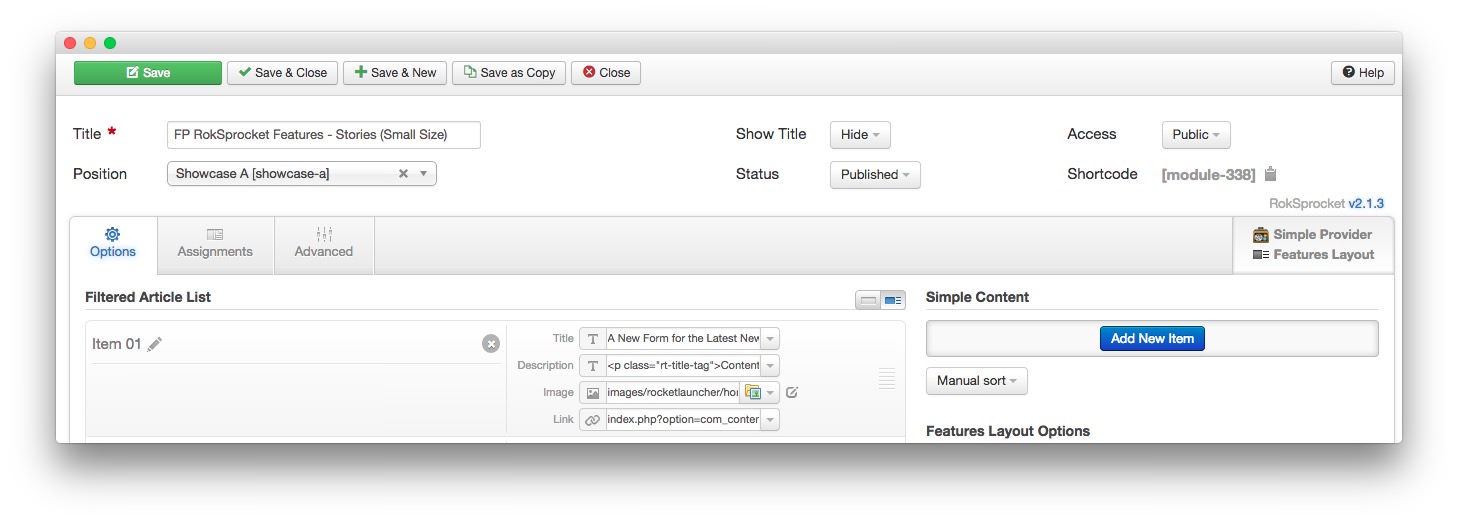 Save
Save & Close
Save & New
Save as Copy
Close
Help
Title *
FP RokSprocket Features - Stories (Small Size)
Show Title
Hide
Access
Public
Position
Showcase A [showcase-a]
Status
Published
Shortcode
[module-338]
RokSprocket v2.1.3
Options
Assignments
Advanced
Simple Provider
Features Layout
Filtered Article List
Simple Content
Item 01
Title
A New Form for the Latest New
Description
<p class="rt-title-tag">Content
Image
images/rocketlauncher/hor
Link
index.php?option=com_conter
Add New Item
Manual sort
Features Layout Options